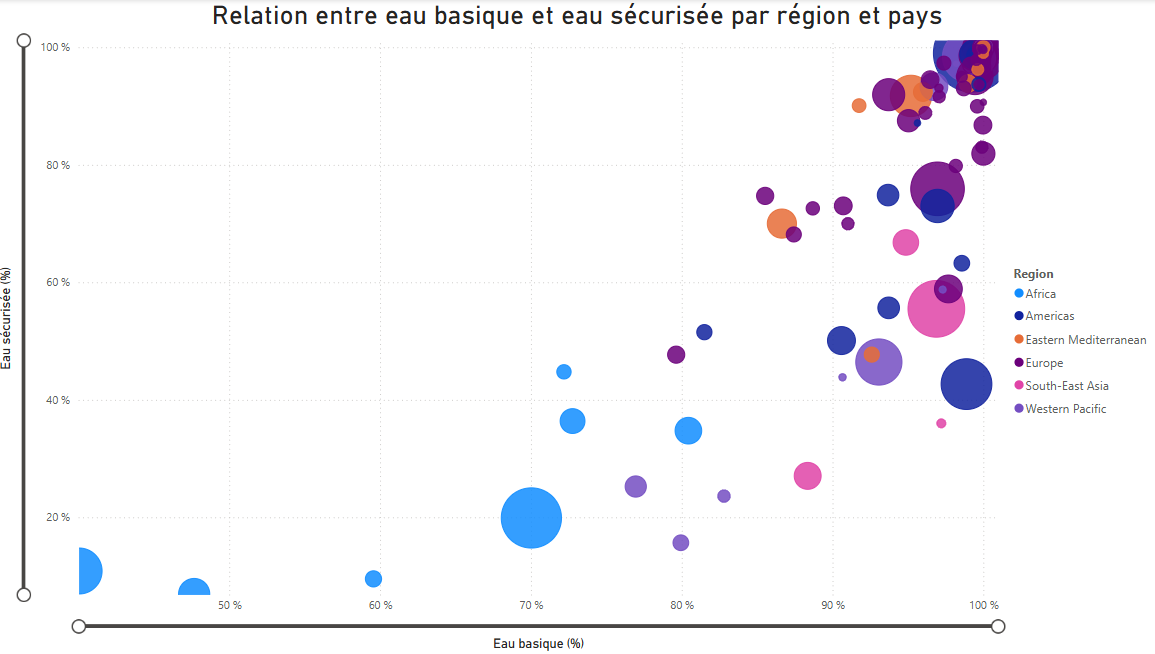 Relation entre eau basique et eau sécurisée par région et pays
100 %
80 %
60 %
40 %
20 %
Eau sécurisée (%)
50 %
60 %
70 %
80 %
90 %
100 %
Eau basique (%)
Region
Africa
Americas
Eastern Mediterranean
Europe
South-East Asia
Western Pacific